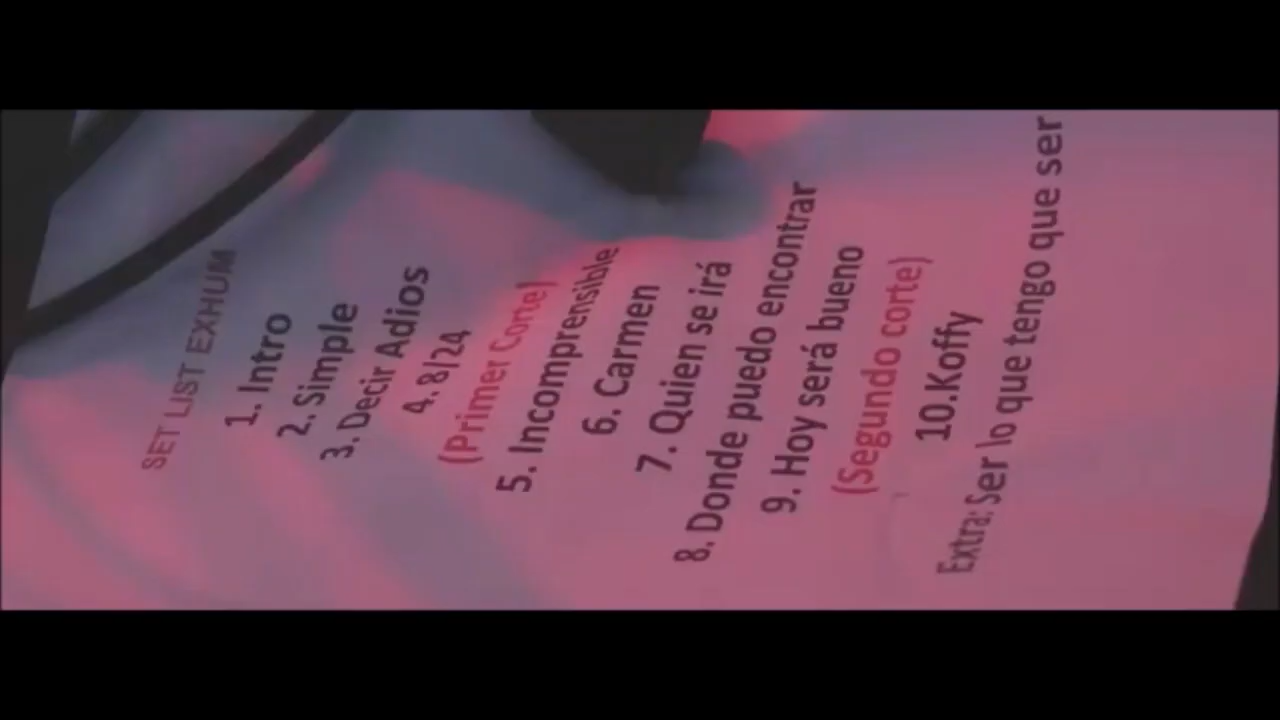 SET LIST EXHUM
1. Intro
2. Simple
3. Decir Adios
4. 8/24
(Primer Corte)
5. Incomprensible
6. Carmen
7. Quien se irá
8. Donde puedo encontrar
9. Hoy será bueno
(Segundo corte)
10.Koffy
Extra: Ser lo que tengo que ser